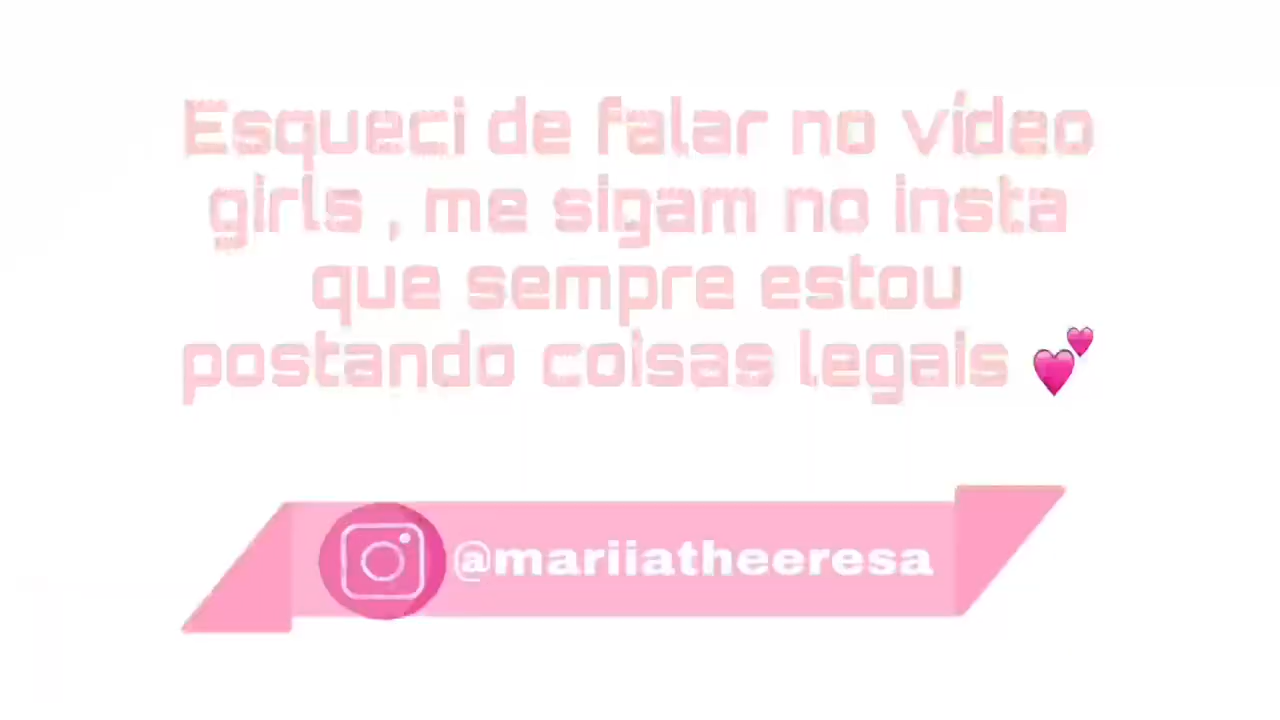 Esqueci de falar no vídeo
girls , me sigam no insta
que sempre estou
postando coisas legais 💕
@mariiatheeresa